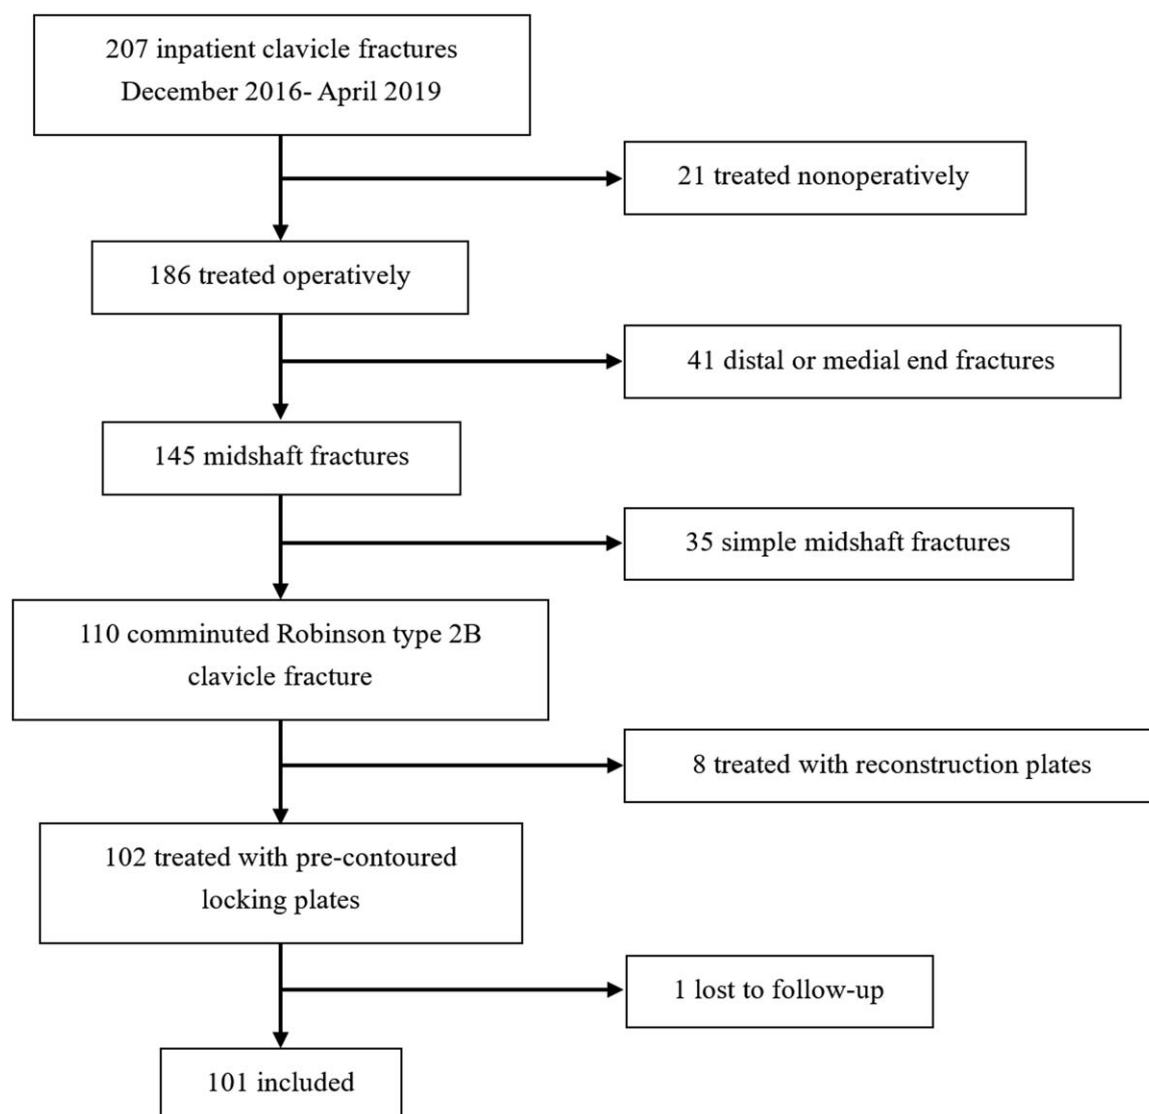 207 inpatient clavicle fractures
December 2016- April 2019
21 treated nonoperatively
186 treated operatively
41 distal or medial end fractures
145 midshaft fractures
35 simple midshaft fractures
110 comminuted Robinson type 2B
clavicle fracture
8 treated with reconstruction plates
102 treated with pre-contoured
locking plates
1 lost to follow-up
101 included